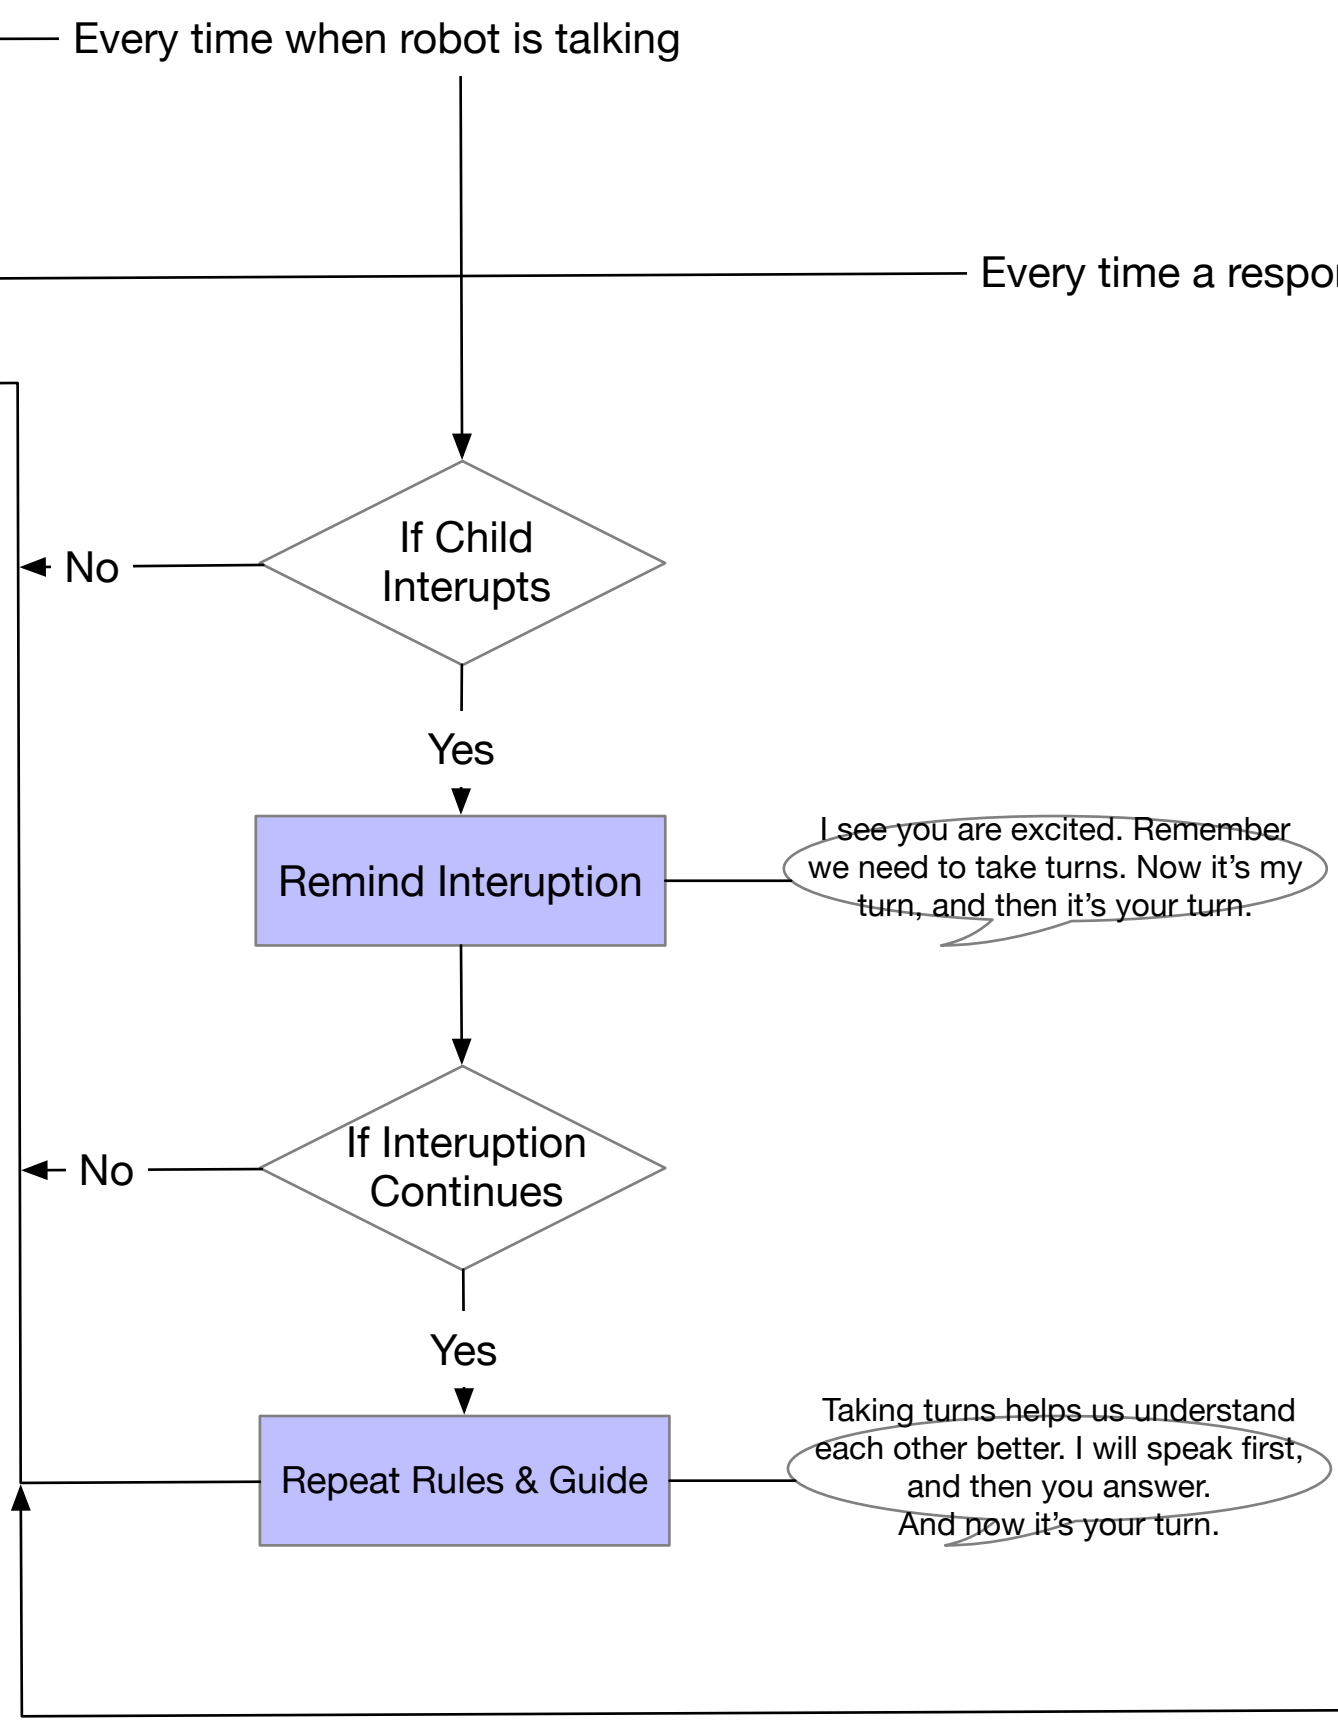 Every time when robot is talking
Every time a respo
If Child
Interupts
No
Yes
Remind Interuption
I see you are excited. Remember
we need to take turns. Now it’s my
turn, and then it’s your turn.
If Interuption
Continues
No
Yes
Repeat Rules & Guide
Taking turns helps us understand
each other better. I will speak first,
and then you answer.
And now it’s your turn.